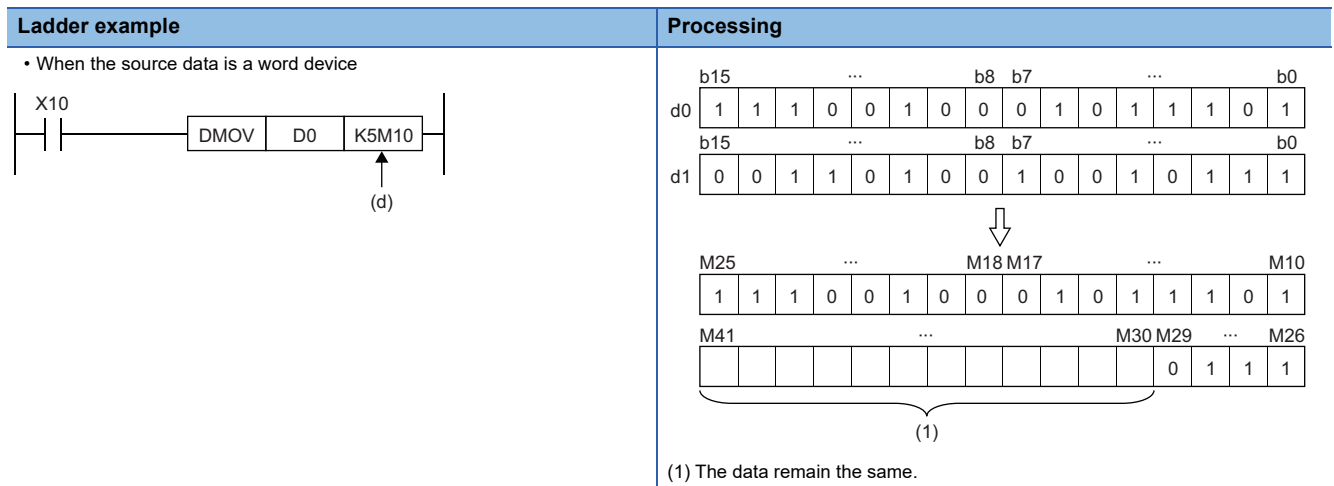 Ladder example
Processing
• When the source data is a word device
X10
DMOV D0 K5M10
(d)
b15 ... b8 b7 ... b0
d0 1 1 1 0 0 1 0 0 0 1 0 1 1 1 0 1
b15 ... b8 b7 ... b0
d1 0 0 1 1 0 1 0 0 1 0 0 1 0 1 1 1
M25 ... M18 M17 ... M10
1 1 1 0 0 1 0 0 0 1 0 1 1 1 0 1
M41 ... M30 M29 ... M26
0 1 1 1
(1)
(1) The data remain the same.